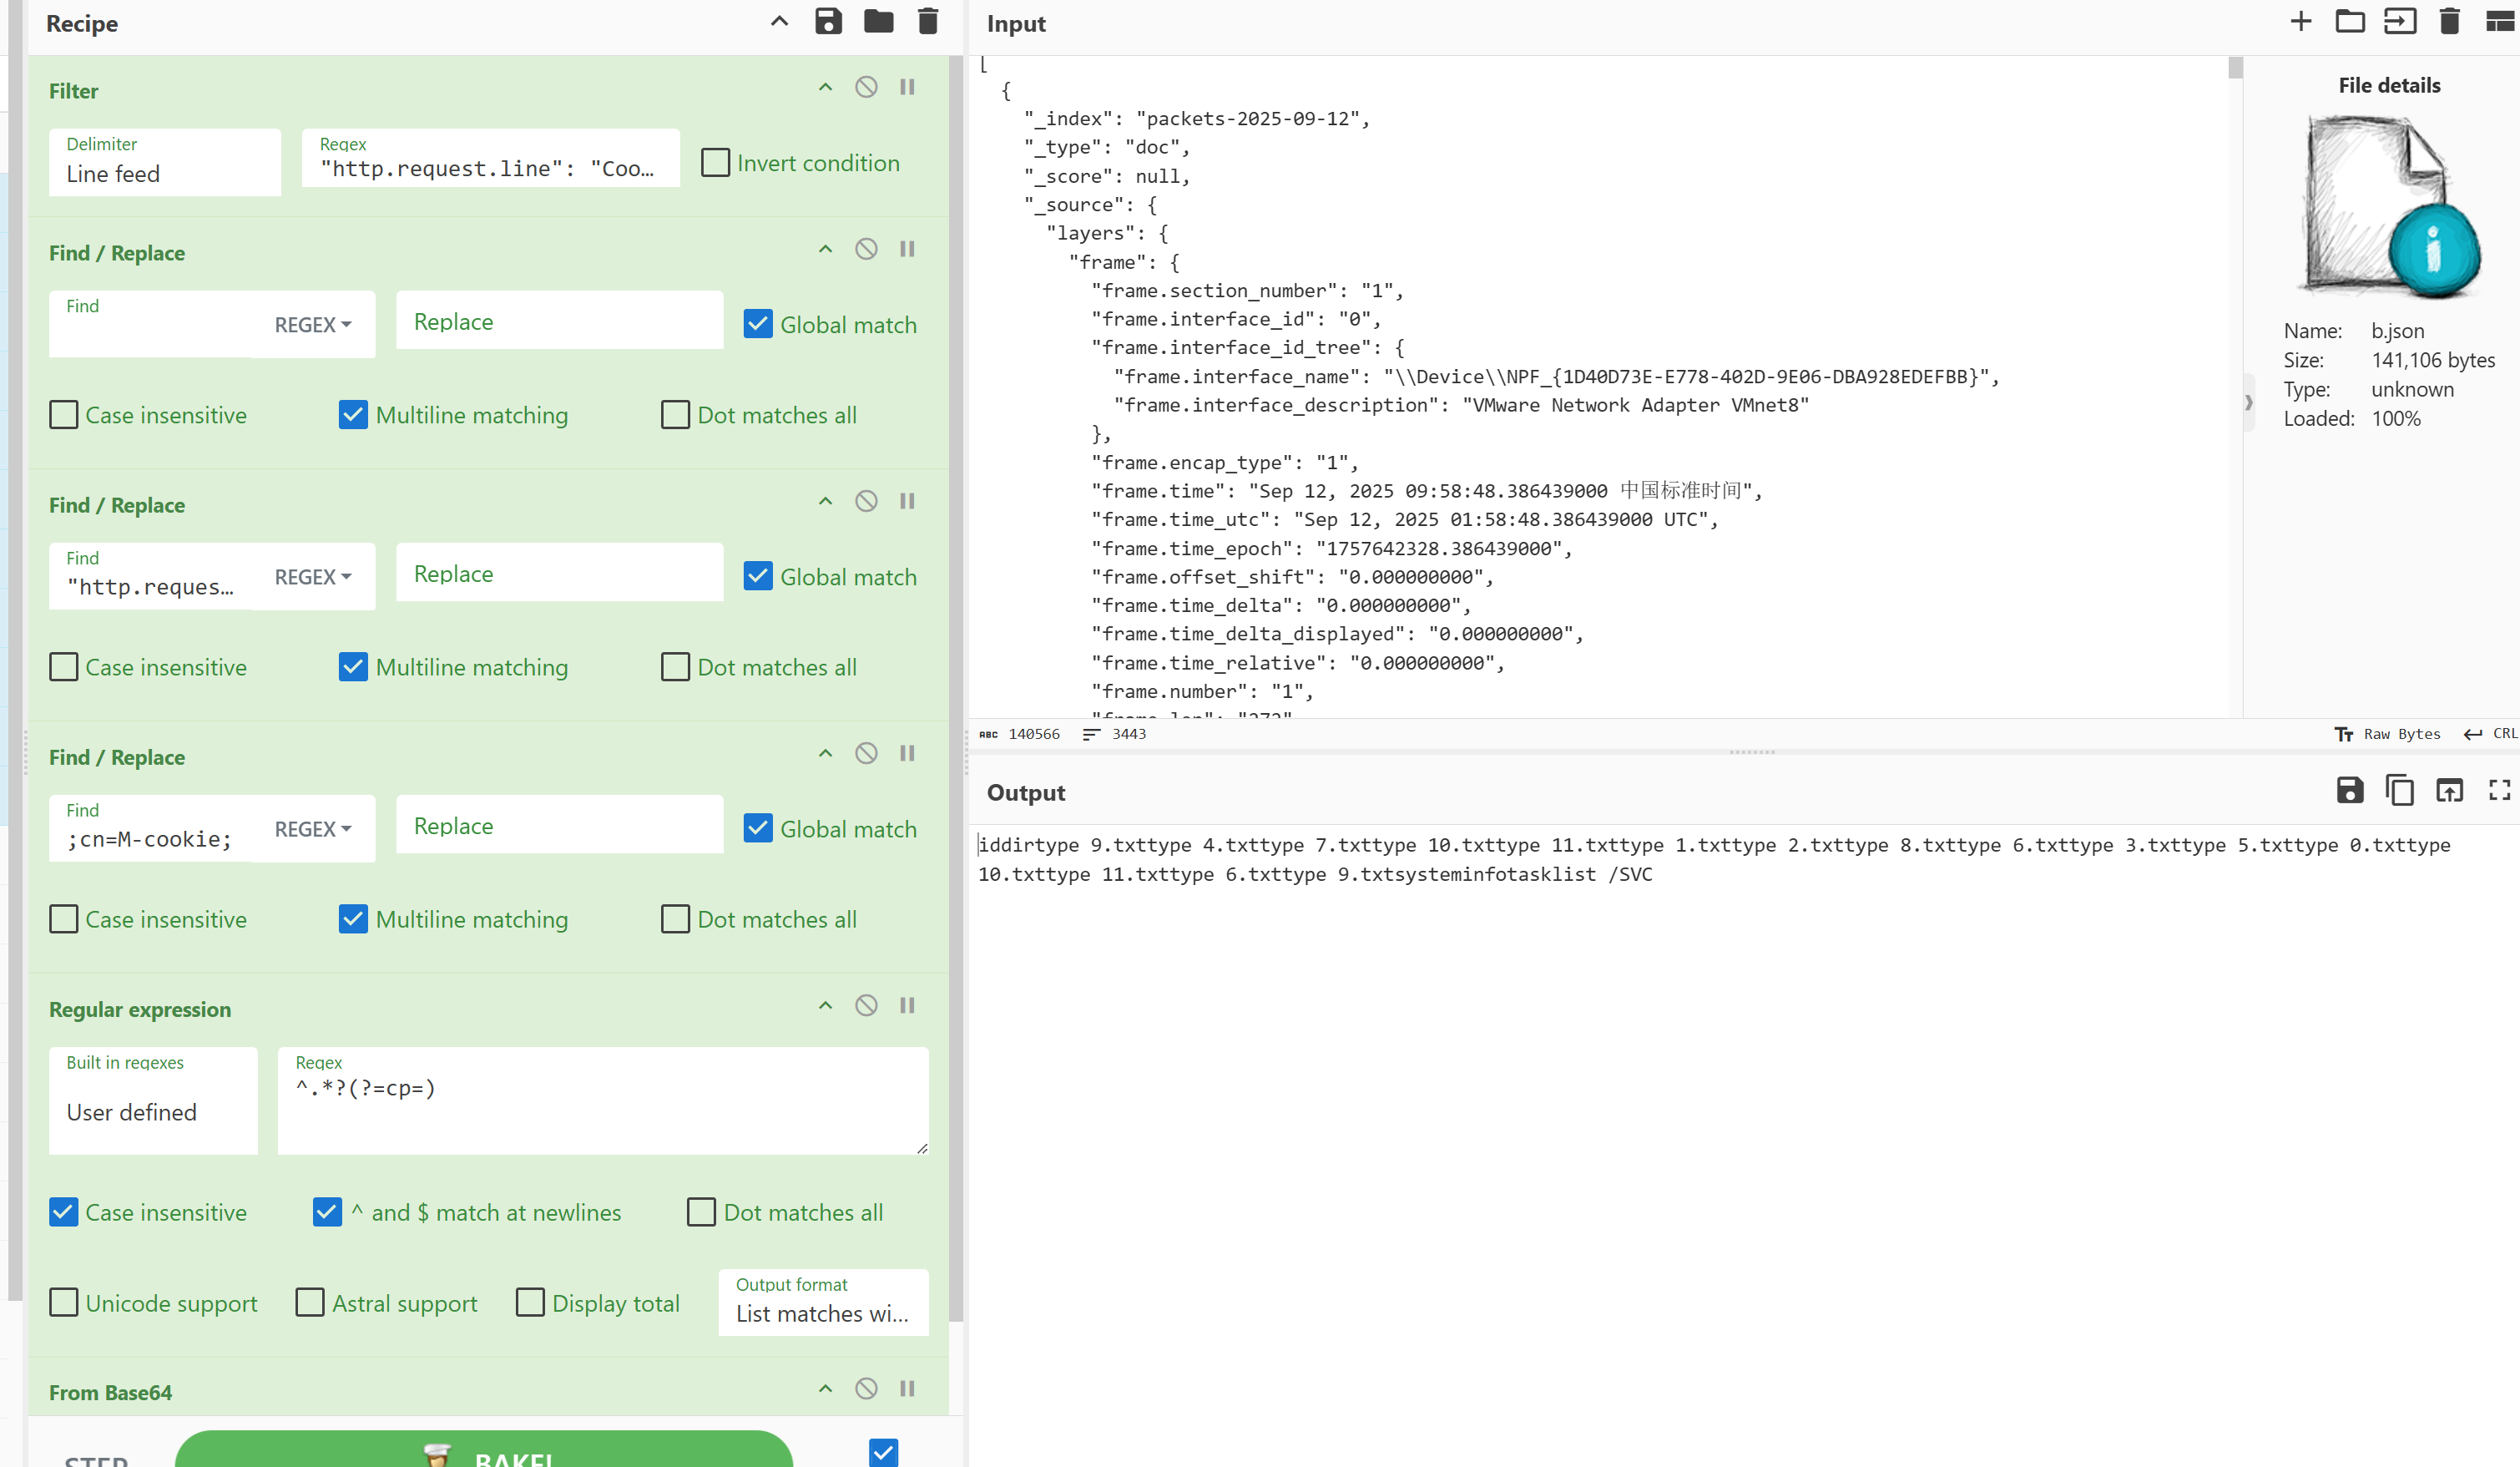 Recipe
Filter
Delimiter
Line feed
Regex
"http.request.line": "Coo...
Invert condition
Find / Replace
Find
REGEX
Replace
Global match
Case insensitive
Multiline matching
Dot matches all
Find / Replace
Find
"http.reques...
REGEX
Replace
Global match
Case insensitive
Multiline matching
Dot matches all
Find / Replace
Find
;cn=M-cookie;
REGEX
Replace
Global match
Case insensitive
Multiline matching
Dot matches all
Regular expression
Built in regexes
User defined
Regex
^.*?(?=cp=)
Case insensitive
^ and $ match at newlines
Dot matches all
Unicode support
Astral support
Display total
Output format
List matches wi...
From Base64
STEP
BAKE!
Input
[
{
"_index": "packets-2025-09-12",
"_type": "doc",
"_score": null,
"_source": {
"layers": {
"frame": {
"frame.section_number": "1",
"frame.interface_id": "0",
"frame.interface_id_tree": {
"frame.interface_name": "\\Device\\NPF_{1D40D73E-E778-402D-9E06-DBA928EDEFBB}",
"frame.interface_description": "VMware Network Adapter VMnet8"
},
"frame.encap_type": "1",
"frame.time": "Sep 12, 2025 09:58:48.386439000 中国标准时间",
"frame.time_utc": "Sep 12, 2025 01:58:48.386439000 UTC",
"frame.time_epoch": "1757642328.386439000",
"frame.offset_shift": "0.000000000",
"frame.time_delta": "0.000000000",
"frame.time_delta_displayed": "0.000000000",
"frame.time_relative": "0.000000000",
"frame.number": "1",
File details
Name: b.json
Size: 141,106 bytes
Type: unknown
Loaded: 100%
ABC 140566 3443
Tт Raw Bytes CRL
Output
iddirtype 9.txttype 4.txttype 7.txttype 10.txttype 11.txttype 1.txttype 2.txttype 8.txttype 6.txttype 3.txttype 5.txttype 0.txttype
10.txttype 11.txttype 6.txttype 9.txtsysteminfotasklist /SVC